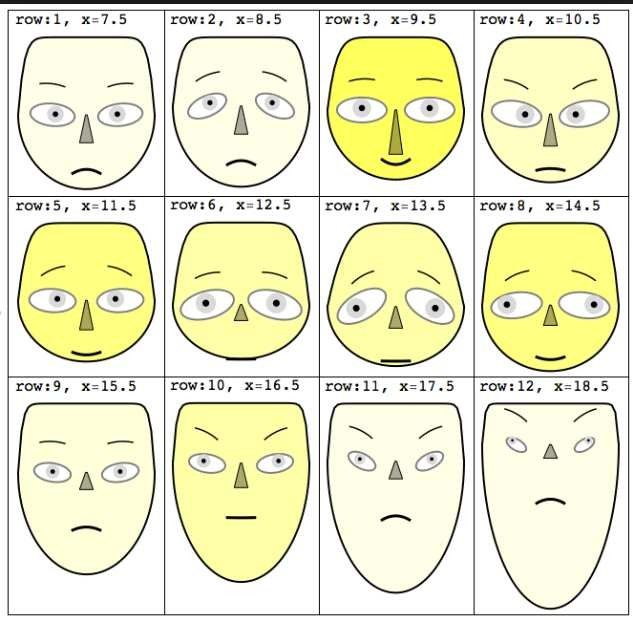 row:1, x=7.5
row:2, x=8.5
row:3, x=9.5
row:4, x=10.5
row:5, x=11.5
row:6, x=12.5
row:7, x=13.5
row:8, x=14.5
row:9, x=15.5
row:10, x=16.5
row:11, x=17.5
row:12, x=18.5